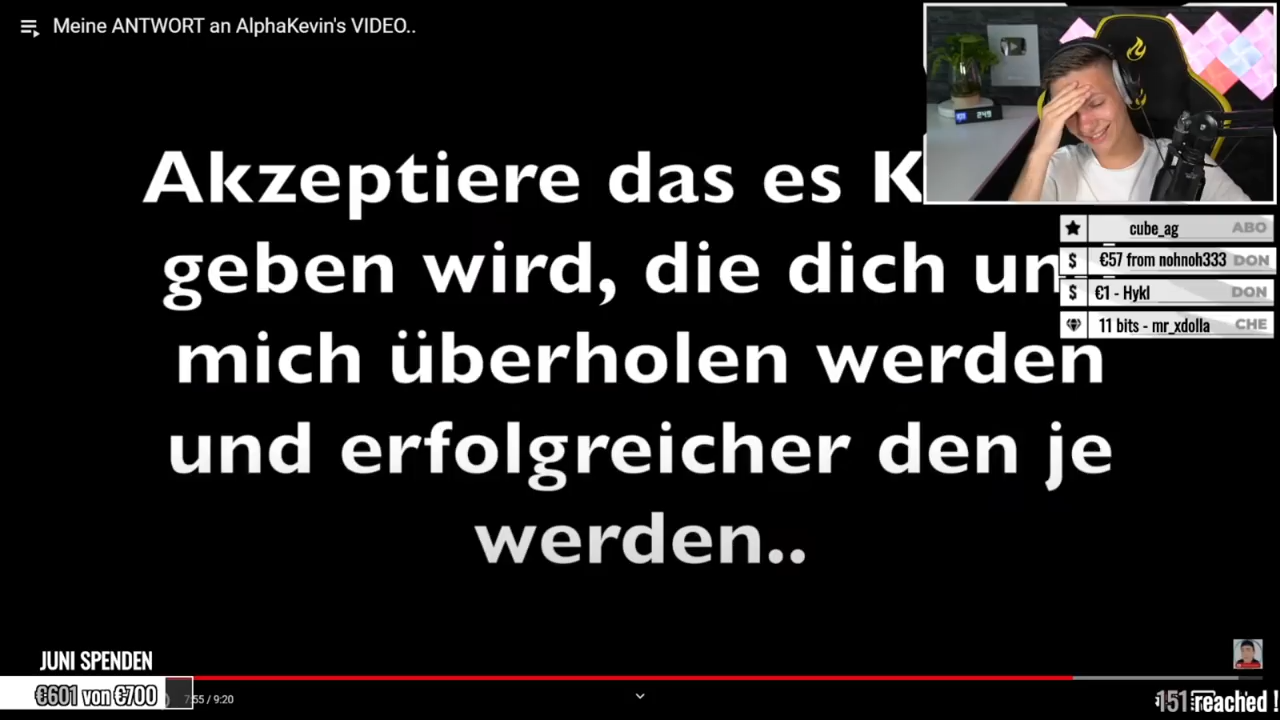 Meine ANTWORT an AlphaKevin's VIDEO..
Akzeptiere das es
geben wird, die dich
mich überholen werden
und erfolgreicher den je
werden..
cube_ag ABO
€57 from nohnoh333 DON
€1 - Hykl DON
11 bits - mr_xdolla CHE
JUNI SPENDEN
€601 von €700
7:55 / 9:20
151 reached !